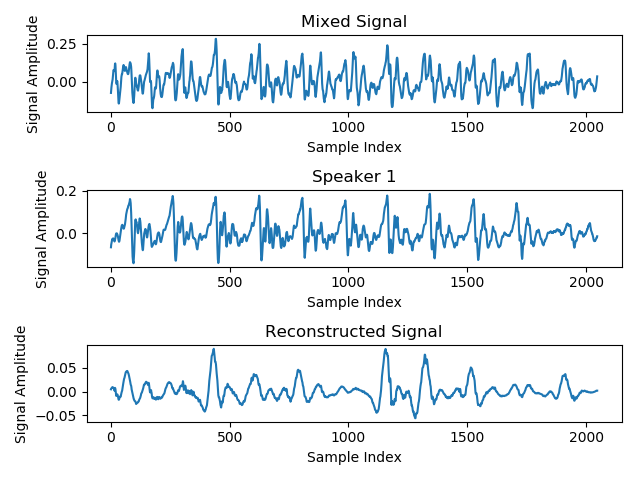 Mixed Signal
Signal Amplitude
0.25
0.00
0
500
1000
1500
2000
Sample Index
Speaker 1
Signal Amplitude
0.2
0.0
0
500
1000
1500
2000
Sample Index
Reconstructed Signal
Signal Amplitude
0.05
0.00
−0.05
0
500
1000
1500
2000
Sample Index